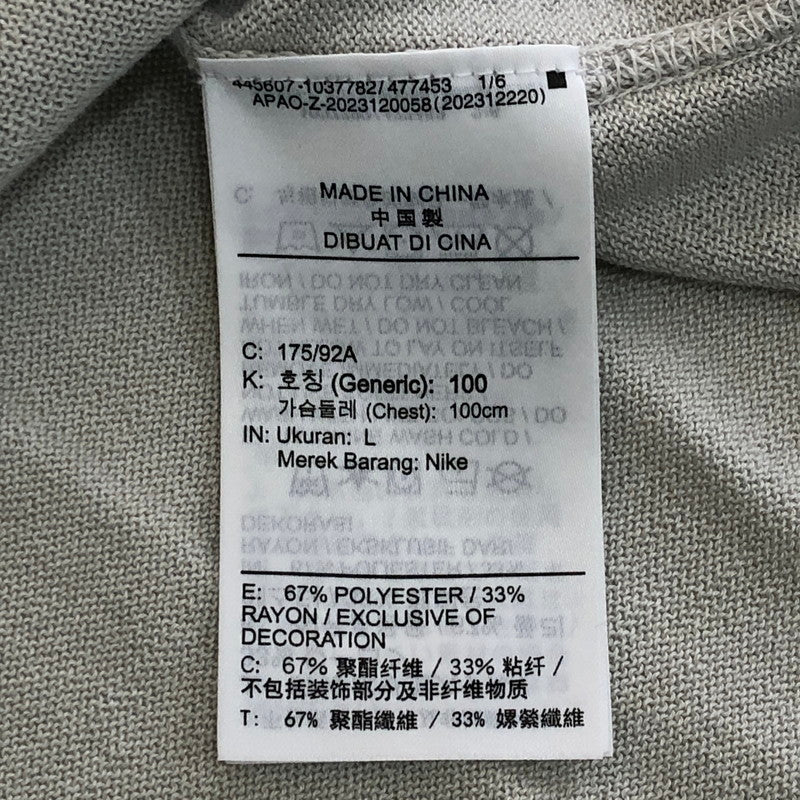 445607-1037782/477453 1/6
APAO-Z-2023120058(202312220)
MADE IN CHINA
中国製
DIBUAT DI CINA
C: 175/92A
K: 호칭 (Generic): 100
가슴둘레 (Chest): 100cm
IN: Ukuran: L
Merek Barang: Nike
E: 67% POLYESTER / 33%
RAYON / EXCLUSIVE OF
DECORATION
C: 67% 聚酯纤维 / 33% 粘纤 /
不包括装饰部分及非纤维物质
T: 67% 聚酯纖維 / 33% 嫘縈纖維